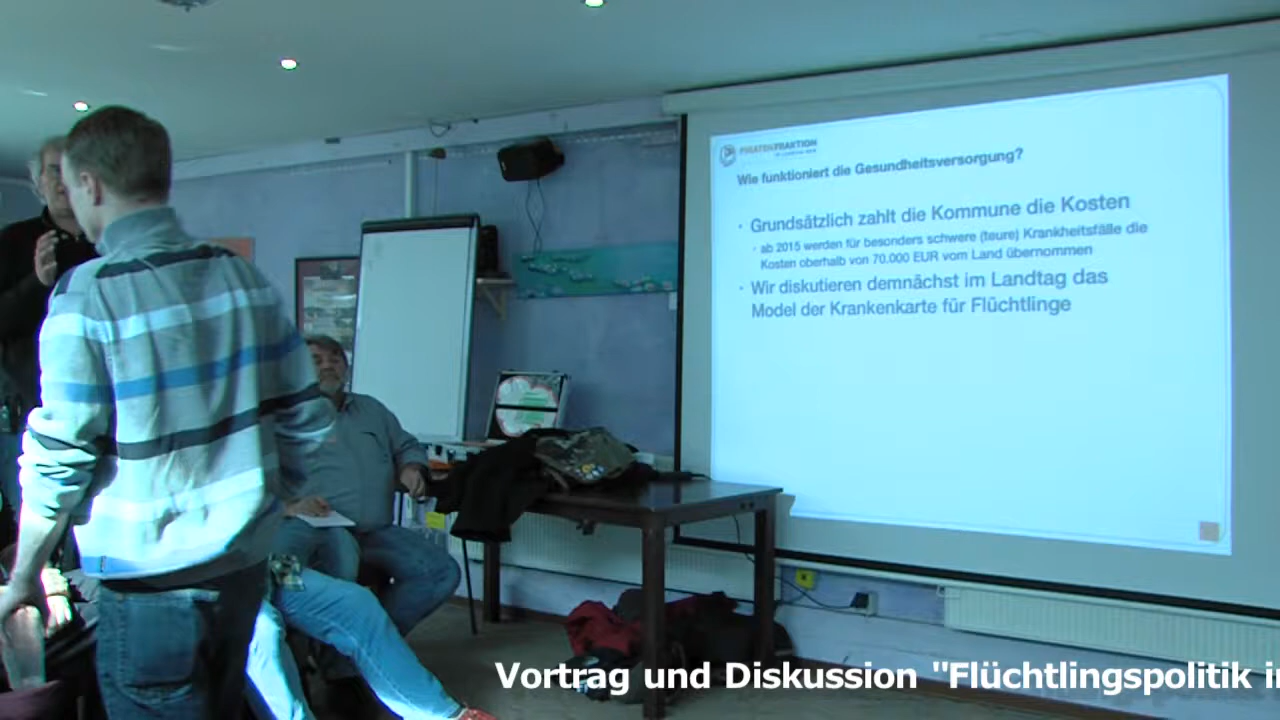 PIRATENFRAKTION
Wie funktioniert die Gesundheitsversorgung?
· Grundsätzlich zahlt die Kommune die Kosten
· ab 2015 werden für besonders schwere (teure) Krankheitsfälle die
Kosten oberhalb von 70.000 EUR vom Land übernommen
· Wir diskutieren demnächst im Landtag das
Model der Krankenkarte für Flüchtlinge
Vortrag und Diskussion "Flüchtlingspolitik in